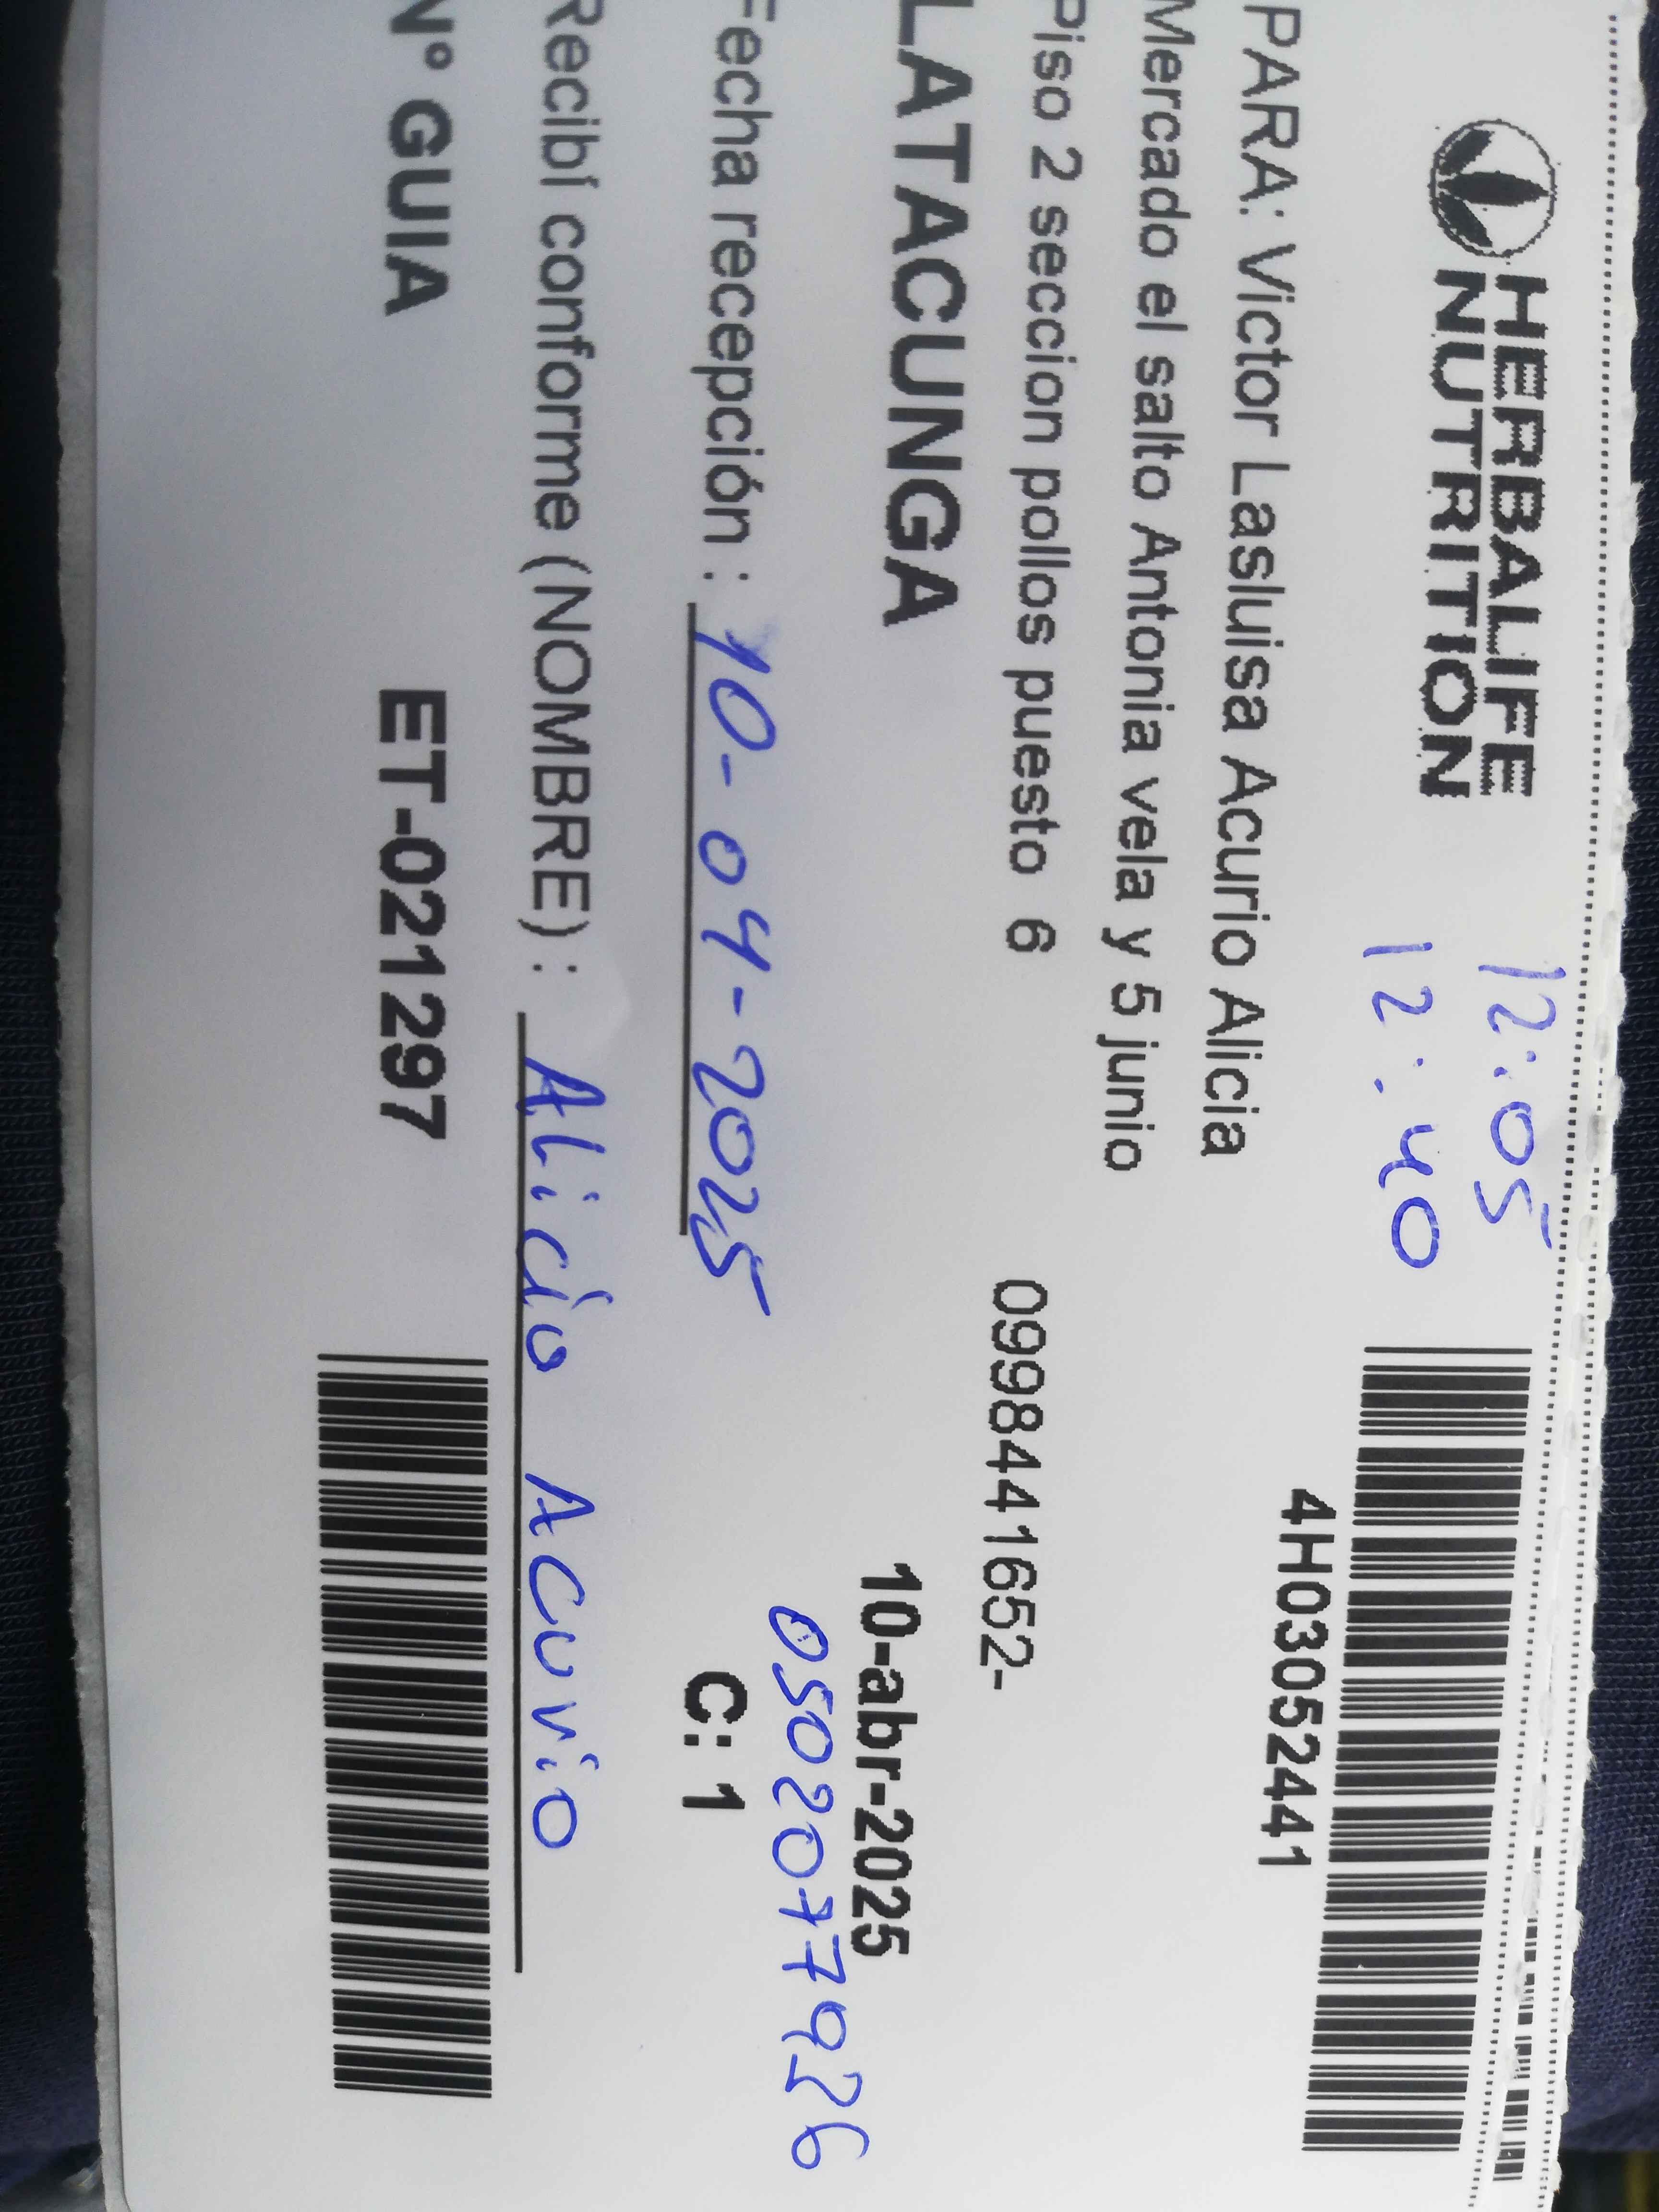 HERBALIFE
NUTRITION
12:05
12:40
4H03052441
PARA: Victor Lasluisa Acurio Alicia
Mercado el salto Antonia vela y 5 junio
Piso 2 seccion pollos puesto 6
0998441652-
LATACUNGA
10-abr-2025
0502077926
Fecha recepción : 10-04-2025
C: 1
Recibí conforme (NOMBRE) : Alicia Acurio
N° GUIA ET-021297